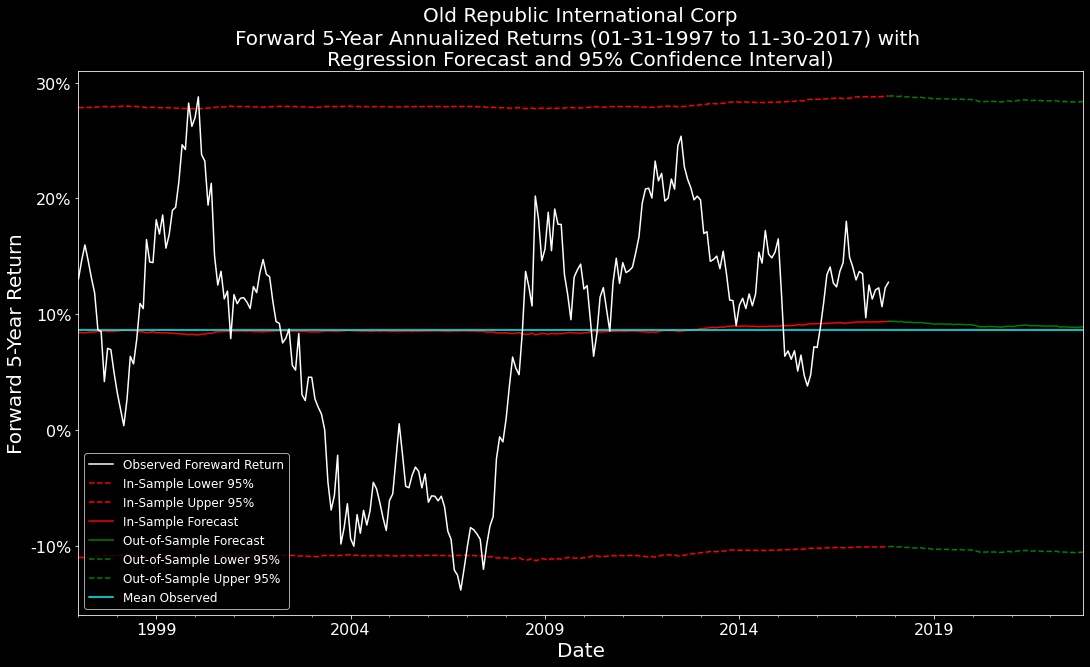 Old Republic International Corp
Forward 5-Year Annualized Returns (01-31-1997 to 11-30-2017) with
Regression Forecast and 95% Confidence Interval)
30%
20%
10%
0%
-10%
Forward 5-Year Return
Observed Foreward Return
In-Sample Lower 95%
In-Sample Upper 95%
In-Sample Forecast
Out-of-Sample Forecast
Out-of-Sample Lower 95%
Out-of-Sample Upper 95%
Mean Observed
1999
2004
2009
2014
2019
Date